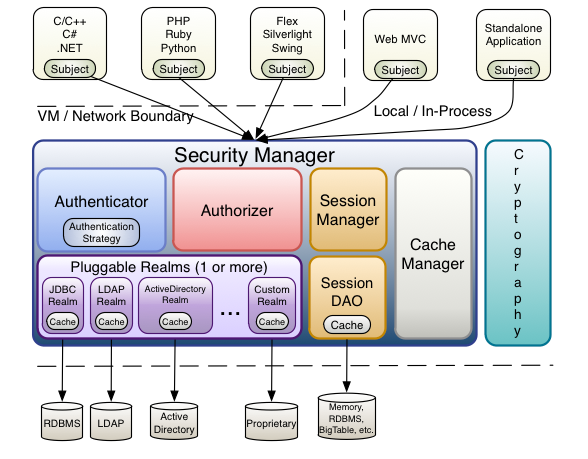 C/C++
C#
.NET
Subject
PHP
Ruby
Python
Subject
Flex
Silverlight
Swing
Subject
Web MVC
Subject
Standalone
Application
Subject
VM / Network Boundary
Local / In-Process
Security Manager
Authenticator
Authentication
Strategy
Authorizer
Session
Manager
Cache
Manager
Cryptography
Pluggable Realms (1 or more)
JDBC
Realm
Cache
LDAP
Realm
Cache
ActiveDirectory
Realm
Cache
...
Custom
Realm
Cache
Session
DAO
Cache
RDBMS
LDAP
Active
Directory
Proprietary
Memory,
RDBMS,
BigTable, etc.